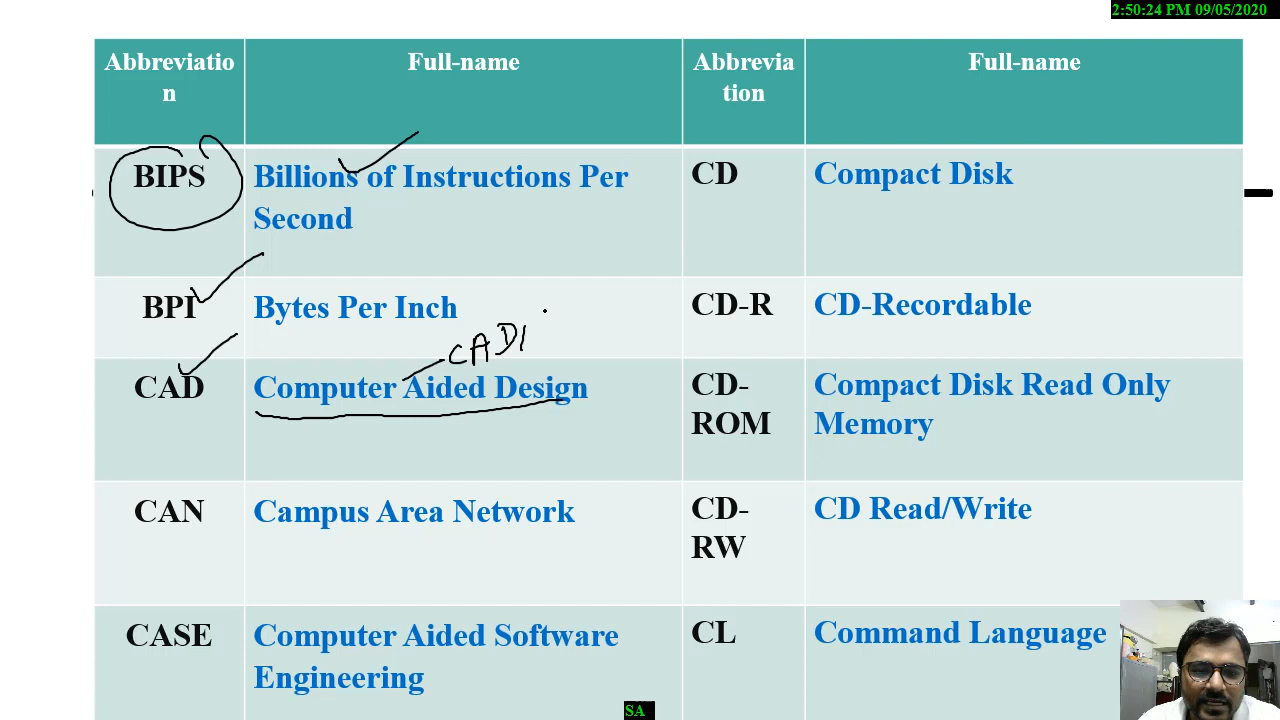 2:50:24 PM 09/05/2020
Abbreviatio
n
Full-name
Abbrevia
tion
Full-name
BIPS
Billions of Instructions Per
Second
CD
Compact Disk
BPI
Bytes Per Inch
CD-R
CD-Recordable
CAD
CADI
Computer Aided Design
CD-
ROM
Compact Disk Read Only
Memory
CAN
Campus Area Network
CD-
RW
CD Read/Write
CASE
Computer Aided Software
Engineering
CL
Command Language
SA